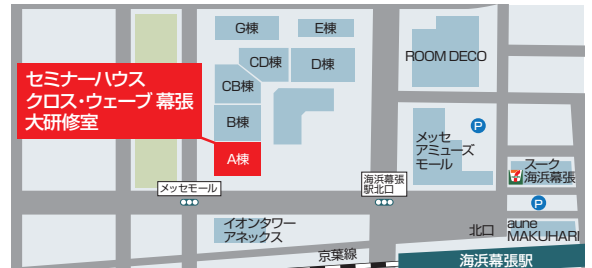 G棟
E棟
CD棟
D棟
ROOM DECO
セミナーハウス
クロス・ウェーブ 幕張
大研修室
CB棟
B棟
P
メッセ
アミューズ
モール
A棟
スーク
海浜幕張
7
メッセモール
海浜幕張
駅北口
P
イオンタワー
アネックス
北口
aune
MAKUHARI
京葉線
海浜幕張駅